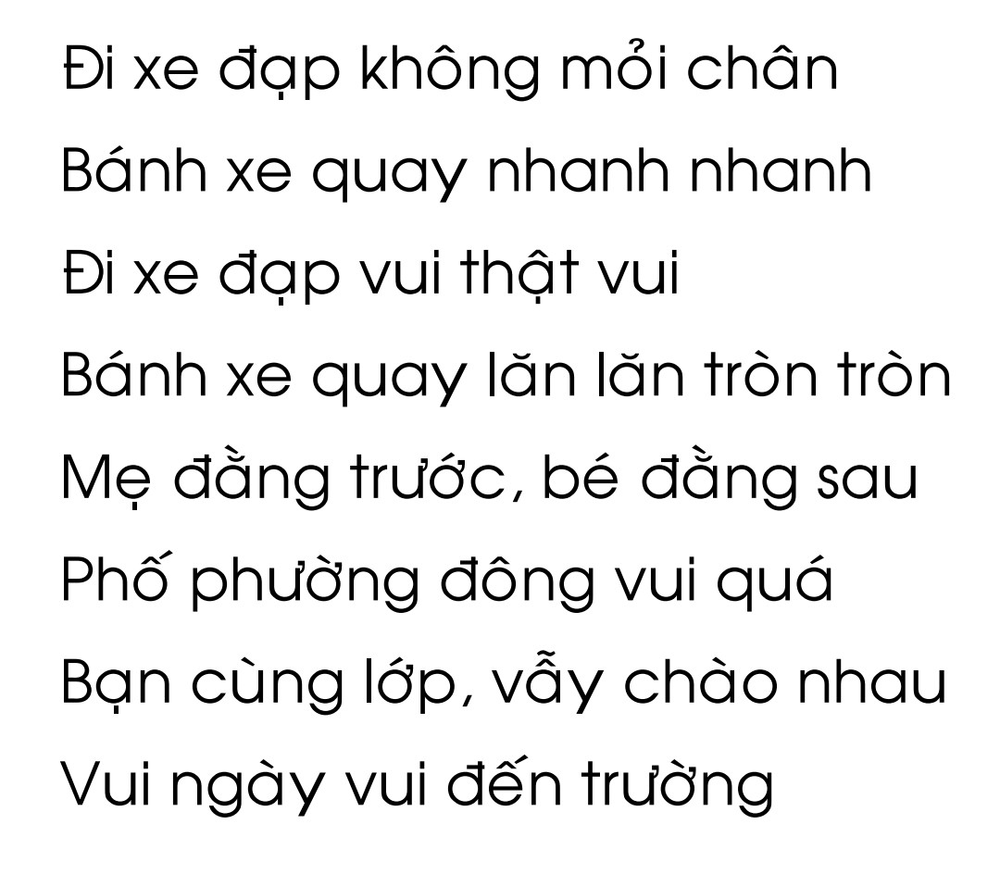 Đi xe đạp không mỏi chân
Bánh xe quay nhanh nhanh
Đi xe đạp vui thật vui
Bánh xe quay lăn lăn tròn tròn
Mẹ đằng trước, bé đằng sau
Phố phường đông vui quá
Bạn cùng lớp, vẫy chào nhau
Vui ngày vui đến trường